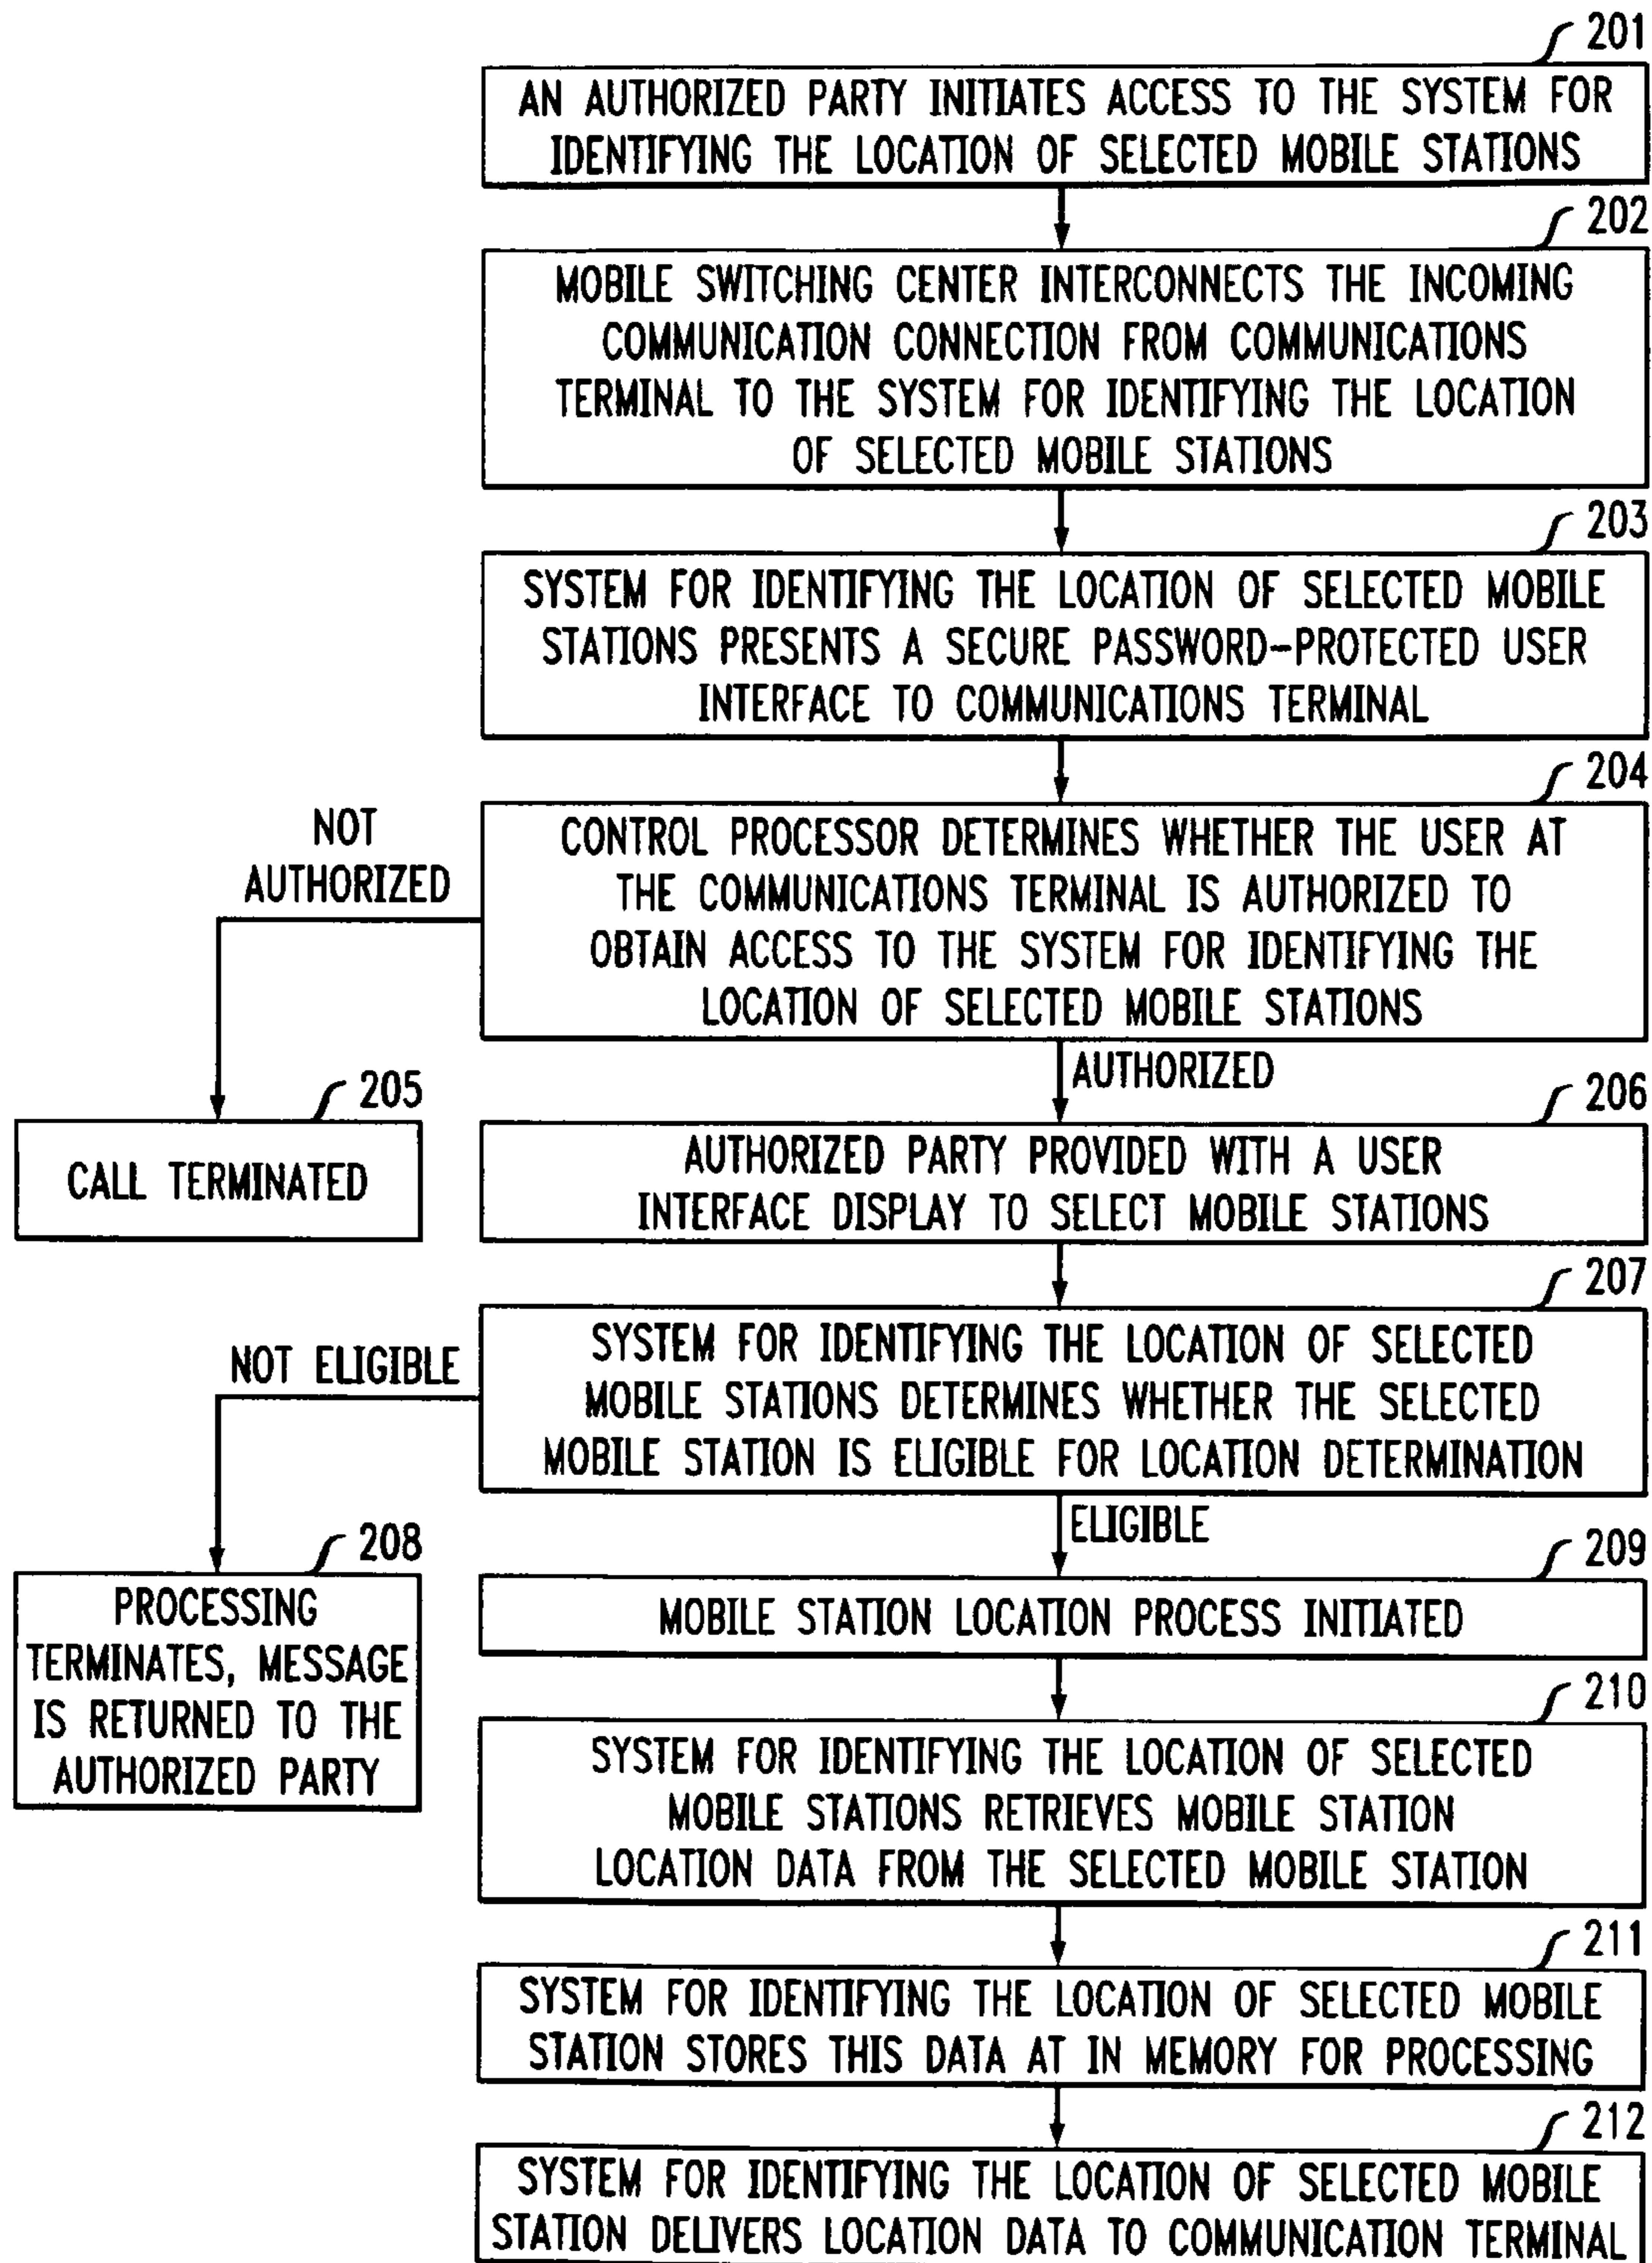 201
AN AUTHORIZED PARTY INITIATES ACCESS TO THE SYSTEM FOR
IDENTIFYING THE LOCATION OF SELECTED MOBILE STATIONS
202
MOBILE SWITCHING CENTER INTERCONNECTS THE INCOMING
COMMUNICATION CONNECTION FROM COMMUNICATIONS
TERMINAL TO THE SYSTEM FOR IDENTIFYING THE LOCATION
OF SELECTED MOBILE STATIONS
203
SYSTEM FOR IDENTIFYING THE LOCATION OF SELECTED MOBILE
STATIONS PRESENTS A SECURE PASSWORD-PROTECTED USER
INTERFACE TO COMMUNICATIONS TERMINAL
204
CONTROL PROCESSOR DETERMINES WHETHER THE USER AT
THE COMMUNICATIONS TERMINAL IS AUTHORIZED TO
OBTAIN ACCESS TO THE SYSTEM FOR IDENTIFYING THE
LOCATION OF SELECTED MOBILE STATIONS
NOT
AUTHORIZED
205
CALL TERMINATED
AUTHORIZED
206
AUTHORIZED PARTY PROVIDED WITH A USER
INTERFACE DISPLAY TO SELECT MOBILE STATIONS
207
SYSTEM FOR IDENTIFYING THE LOCATION OF SELECTED
MOBILE STATIONS DETERMINES WHETHER THE SELECTED
MOBILE STATION IS ELIGIBLE FOR LOCATION DETERMINATION
NOT ELIGIBLE
208
PROCESSING
TERMINATES, MESSAGE
IS RETURNED TO THE
AUTHORIZED PARTY
ELIGIBLE
209
MOBILE STATION LOCATION PROCESS INITIATED
210
SYSTEM FOR IDENTIFYING THE LOCATION OF SELECTED
MOBILE STATIONS RETRIEVES MOBILE STATION
LOCATION DATA FROM THE SELECTED MOBILE STATION
211
SYSTEM FOR IDENTIFYING THE LOCATION OF SELECTED MOBILE
STATION STORES THIS DATA AT IN MEMORY FOR PROCESSING
212
SYSTEM FOR IDENTIFYING THE LOCATION OF SELECTED MOBILE
STATION DELIVERS LOCATION DATA TO COMMUNICATION TERMINAL